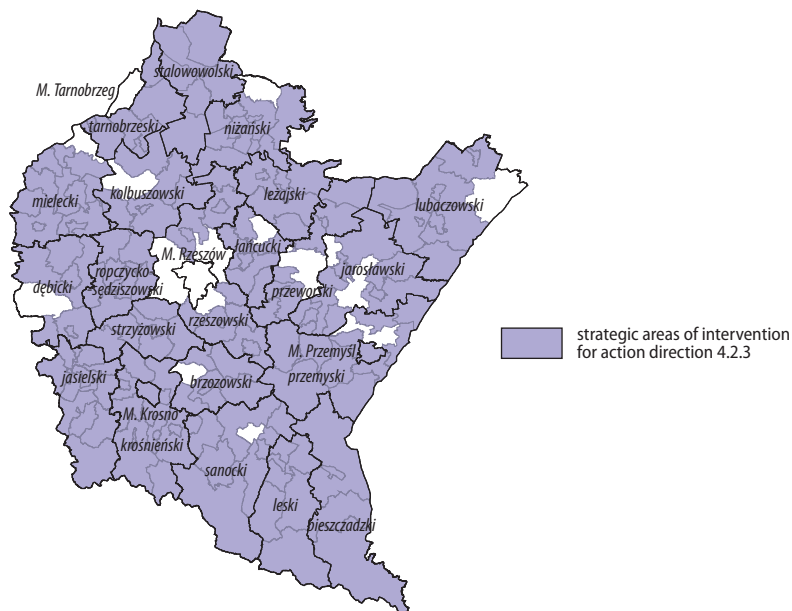 stalowowolski
M. Tarnobrzeg
tarnobrzeski
niżański
mielecki
kolbuszowski
leżajski
lubaczowski
M. Rzeszów
łańcucki
jarosławski
dębicki
ropczycko-
sędziszowski
przeworski
strzyżowski
rzeszowski
M. Przemyśl
przemyski
jasielski
brzozowski
M. Krosno
krośnieński
sanocki
leski
bieszczadzki
strategic areas of intervention
for action direction 4.2.3